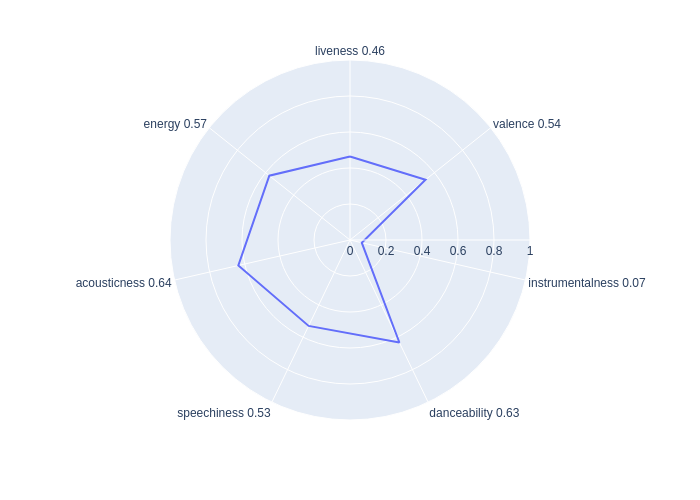 liveness 0.46
energy 0.57
valence 0.54
0 0.2 0.4 0.6 0.8 1
acousticness 0.64
instrumentalness 0.07
speechiness 0.53
danceability 0.63